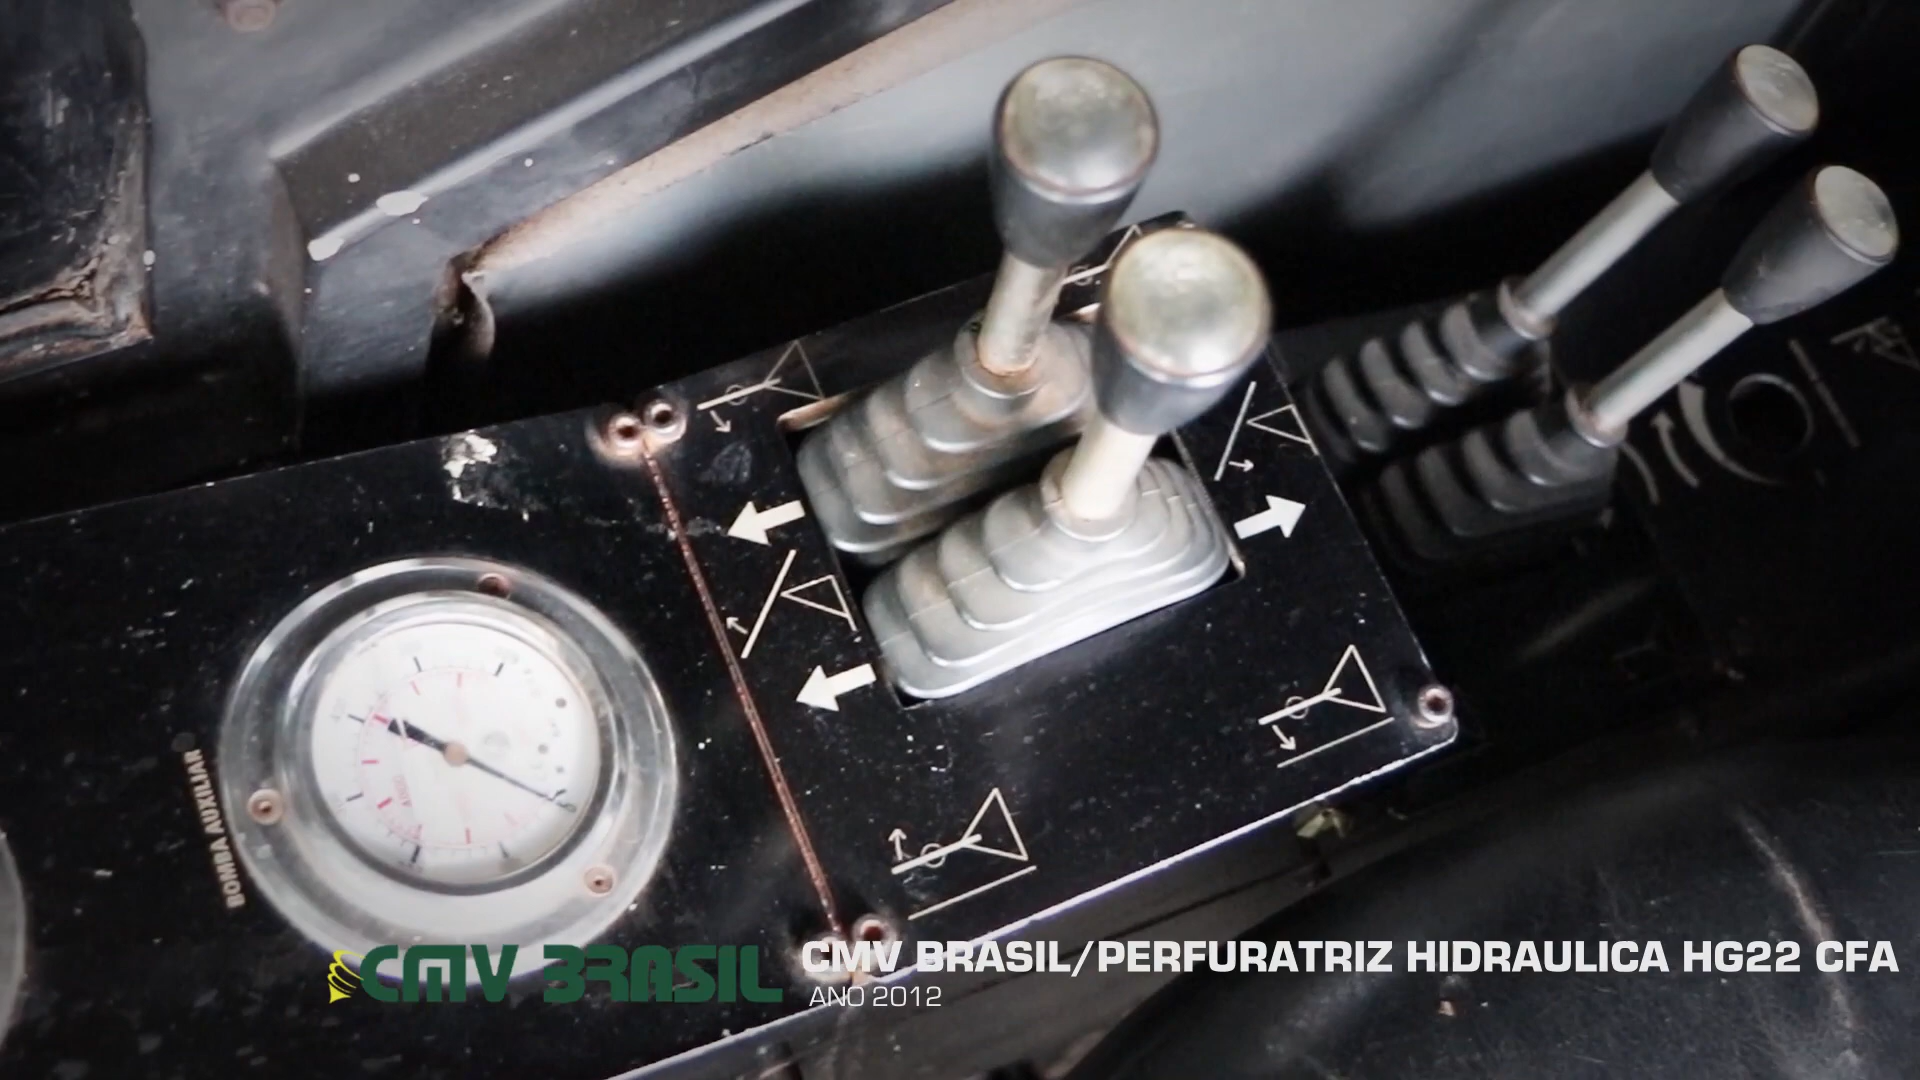 BOMBA AUXILIAR
CMV BRASIL
CMV BRASIL/PERFURATRIZ HIDRAULICA HG22 CFA
ANO 2012